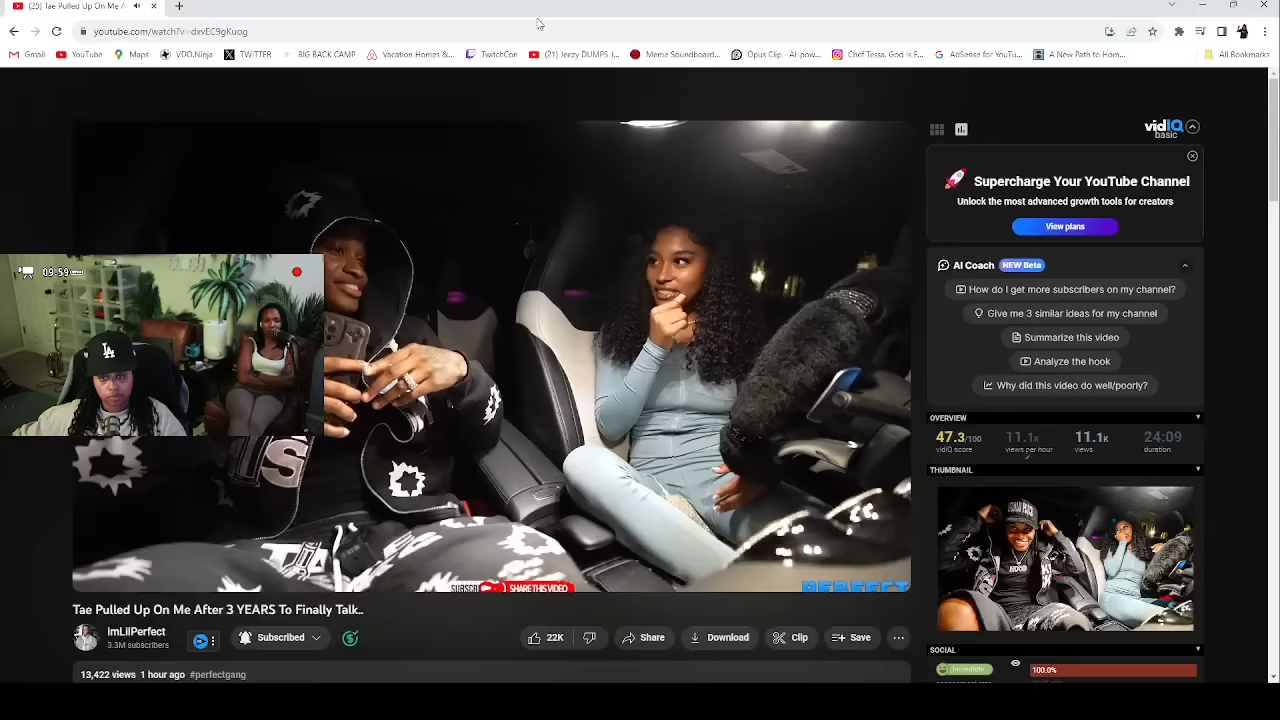 (25) Tae Pulled Up On Me A
youtube.com/watch?v=dxvEC9gKuog
Gmail
YouTube
Maps
VDO.Ninja
TWITTER
BIG BACK CAMP
Vacation Homes &...
TwitchCon
(21) Jeezy DUMPS J...
Meme Soundboard...
Opus Clip - AI-pow...
Chef Tessa. God Is F...
AdSense for YouTu...
A New Path to Hom...
All Bookmarks
vidIQ
basic
Supercharge Your YouTube Channel
Unlock the most advanced growth tools for creators
View plans
AI Coach NEW Beta
How do I get more subscribers on my channel?
Give me 3 similar ideas for my channel
Summarize this video
Analyze the hook
Why did this video do well/poorly?
09:59
LA
OVERVIEW
47.3/100 11.1K 11.1K 24:09
vidIQ score views per hour views duration
THUMBNAIL
SHARE THIS VIDEO
Tae Pulled Up On Me After 3 YEARS To Finally Talk..
ImLilPerfect
3.3M subscribers
Subscribed
22K
Share
Download
Clip
Save
13,422 views 1 hour ago #perfectgang
SOCIAL
Incredible
100.0%